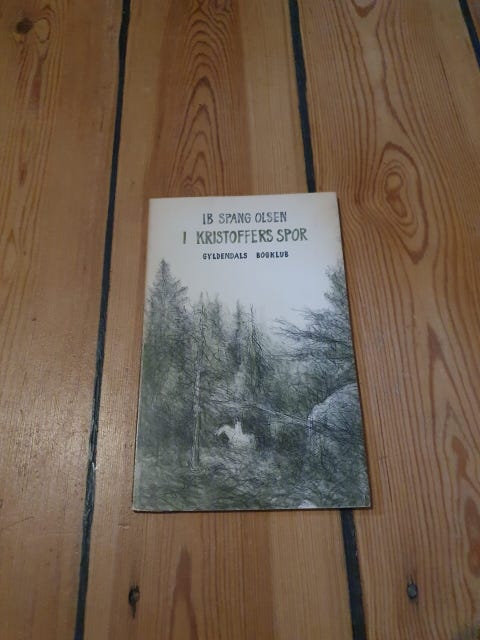 IB SPANG OLSEN
I KRISTOFFERS SPOR
GYLDENDALS BOGKLUB